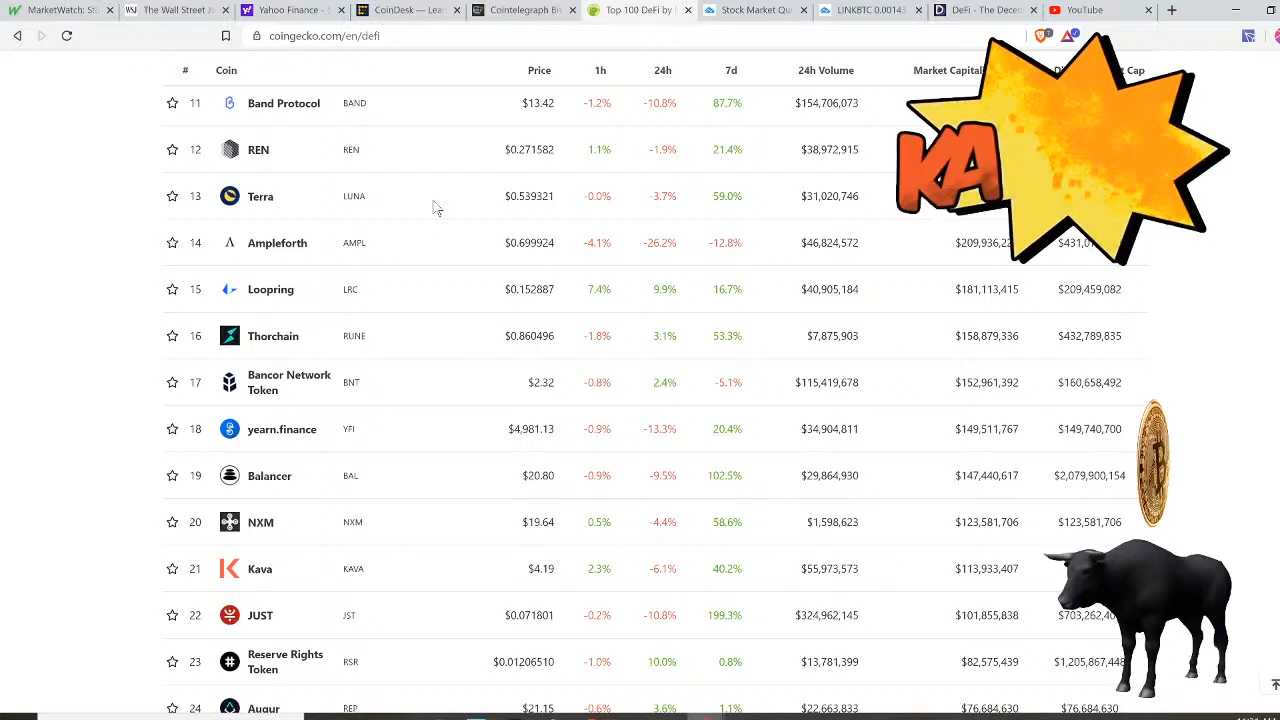 MarketWatch: Sto
The Wall Street Jo
Yahoo Finance - S
CoinDesk — Lead
Cointelegraph Bit
Top 100 DeFi by M
Stock Market Quo
LINKBTC 0.00143
DeFi - The Decent
YouTube
coingecko.com/en/defi
# Coin Price 1h 24h 7d 24h Volume Market Capital Cap
11 Band Protocol BAND $13.42 -1.2% -10.8% 87.7% $154,706,073
12 REN REN $0.271582 1.1% -1.9% 21.4% $38,972,915
13 Terra LUNA $0.539321 -0.0% -3.7% 59.0% $31,020,746
KA
14 Ampleforth AMPL $0.699924 -4.1% -26.2% -12.8% $46,824,572
15 Loopring LRC $0.152887 7.4% 9.9% 16.7% $40,905,184 $181,113,415 $209,459,082
16 Thorchain RUNE $0.860496 -1.8% 3.1% 53.3% $7,875,903 $158,879,336 $432,789,835
17 Bancor Network
Token BNT $2.32 -0.8% 2.4% -5.1% $115,419,678 $152,961,392 $160,658,492
18 yearn.finance YFI $4,981.13 -0.9% -13.3% 20.4% $34,904,811 $149,511,767 $149,740,700
19 Balancer BAL $20.80 -0.9% -9.5% 102.5% $29,864,930 $147,440,617 $2,079,900,154
20 NXM NXM $19.64 0.5% -4.4% 58.6% $1,598,623 $123,581,706 $123,581,706
21 Kava KAVA $4.19 2.3% -6.1% 40.2% $55,973,573 $113,933,407
22 JUST JST $0.071801 -0.2% -10.8% 199.3% $324,962,145 $101,855,838
23 Reserve Rights
Token RSR $0.01206510 -1.0% 10.0% 0.8% $13,781,399 $82,575,439 $1,205,867,448
24 Augur REP $21.15 -0.6% 3.6% 1.1% $22,663,833 $76,684,630 $76,684,630